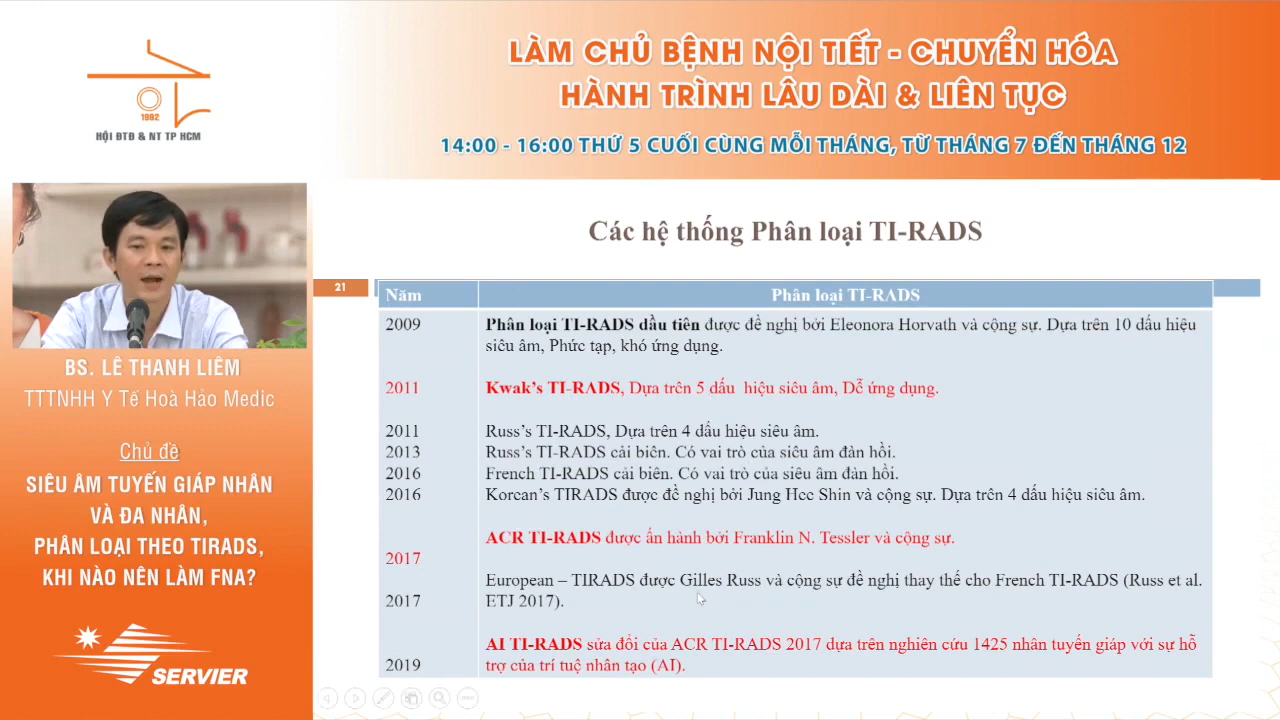 LÀM CHỦ BỆNH NỘI TIẾT - CHUYỂN HÓA
HÀNH TRÌNH LÂU DÀI & LIÊN TỤC
14:00 - 16:00 THỨ 5 CUỐI CÙNG MỖI THÁNG, TỪ THÁNG 7 ĐẾN THÁNG 12
1992
HỘI ĐTĐ & NT TP HCM
BS. LÊ THANH LIÊM
TTTNHH Y Tế Hoà Hảo Medic
Chủ đề
SIÊU ÂM TUYẾN GIÁP NHÂN
VÀ ĐA NHÂN,
PHÂN LOẠI THEO TIRADS,
KHI NÀO NÊN LÀM FNA?
SERVIER
Các hệ thống Phân loại TI-RADS
21
Năm Phân loại TI-RADS
2009 Phân loại TI-RADS đầu tiên được đề nghị bởi Eleonora Horvath và cộng sự. Dựa trên 10 dấu hiệu
siêu âm, Phức tạp, khó ứng dụng.
2011 Kwak's TI-RADS, Dựa trên 5 dấu hiệu siêu âm, Dễ ứng dụng.
2011 Russ's TI-RADS, Dựa trên 4 dấu hiệu siêu âm.
2013 Russ's TI-RADS cải biên. Có vai trò của siêu âm đàn hồi.
2016 French TI-RADS cải biên. Có vai trò của siêu âm đàn hồi.
2016 Korean's TIRADS được đề nghị bởi Jung Hee Shin và cộng sự. Dựa trên 4 dấu hiệu siêu âm.
ACR TI-RADS được ấn hành bởi Franklin N. Tessler và cộng sự.
2017
European – TIRADS được Gilles Russ và cộng sự đề nghị thay thế cho French TI-RADS (Russ et al.
2017 ETJ 2017).
AI TI-RADS sửa đổi của ACR TI-RADS 2017 dựa trên nghiên cứu 1425 nhân tuyến giáp với sự hỗ
2019 trợ của trí tuệ nhân tạo (AI).